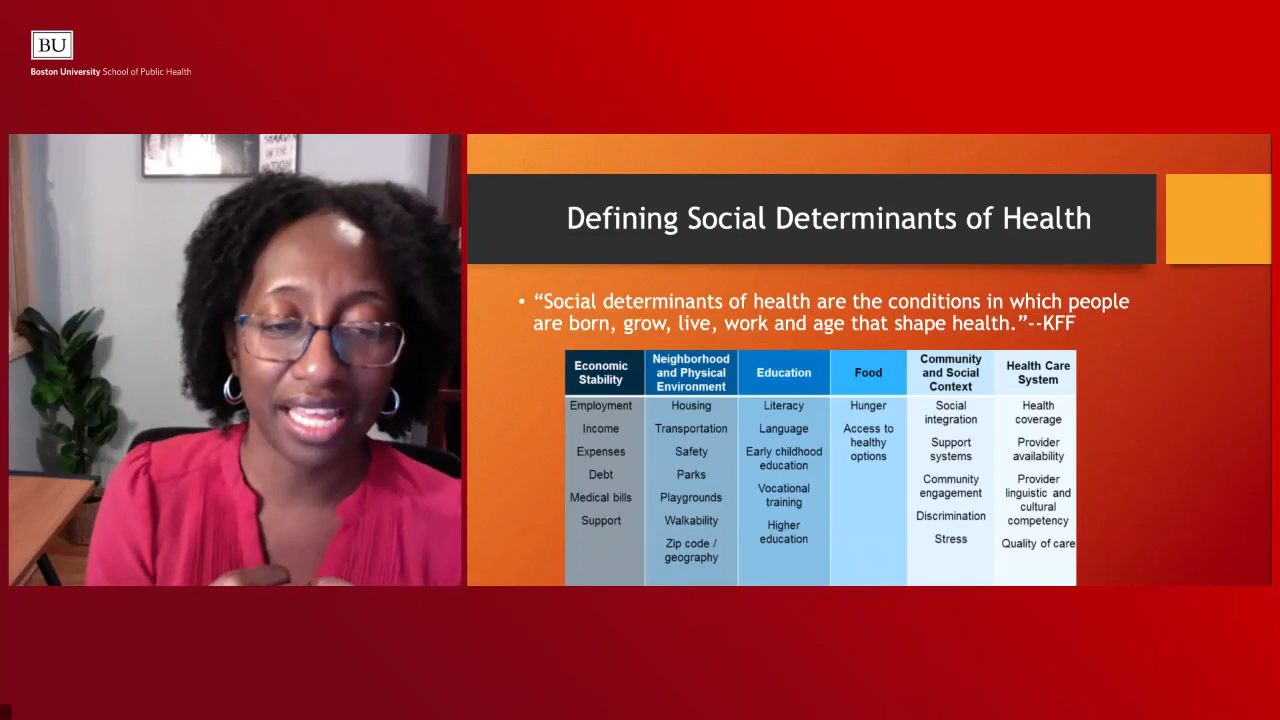 BU
Boston University School of Public Health
SEARCH
IN THE
NATION
Defining Social Determinants of Health
• “Social determinants of health are the conditions in which people
are born, grow, live, work and age that shape health.”--KFF
Economic
Stability
Employment
Income
Expenses
Debt
Medical bills
Support
Neighborhood
and Physical
Environment
Housing
Transportation
Safety
Parks
Playgrounds
Walkability
Zip code /
geography
Education
Literacy
Language
Early childhood
education
Vocational
training
Higher
education
Food
Hunger
Access to
healthy
options
Community
and Social
Context
Social
integration
Support
systems
Community
engagement
Discrimination
Stress
Health Care
System
Health
coverage
Provider
availability
Provider
linguistic and
cultural
competency
Quality of care